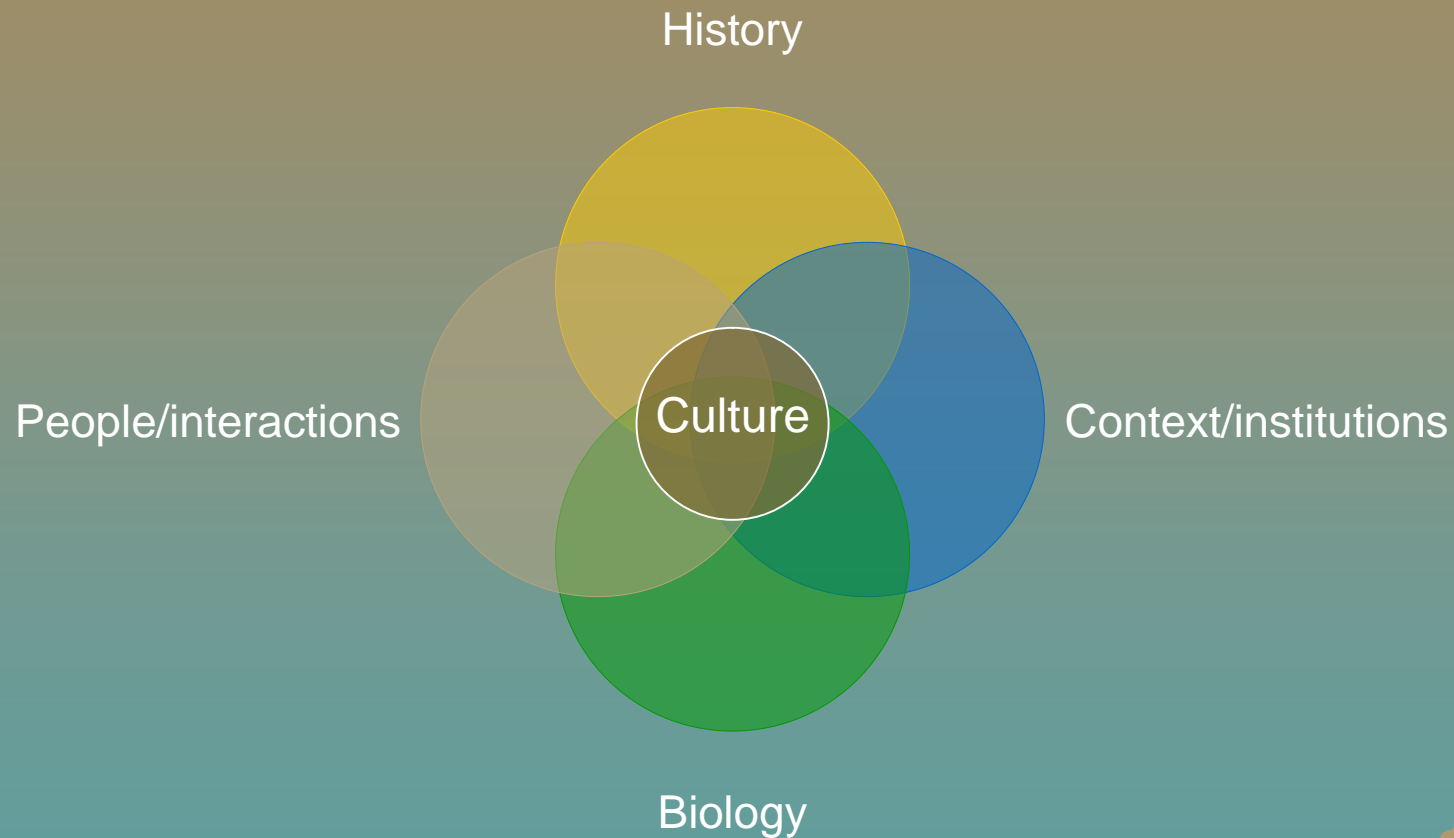 History
People/interactions
Culture
Context/institutions
Biology